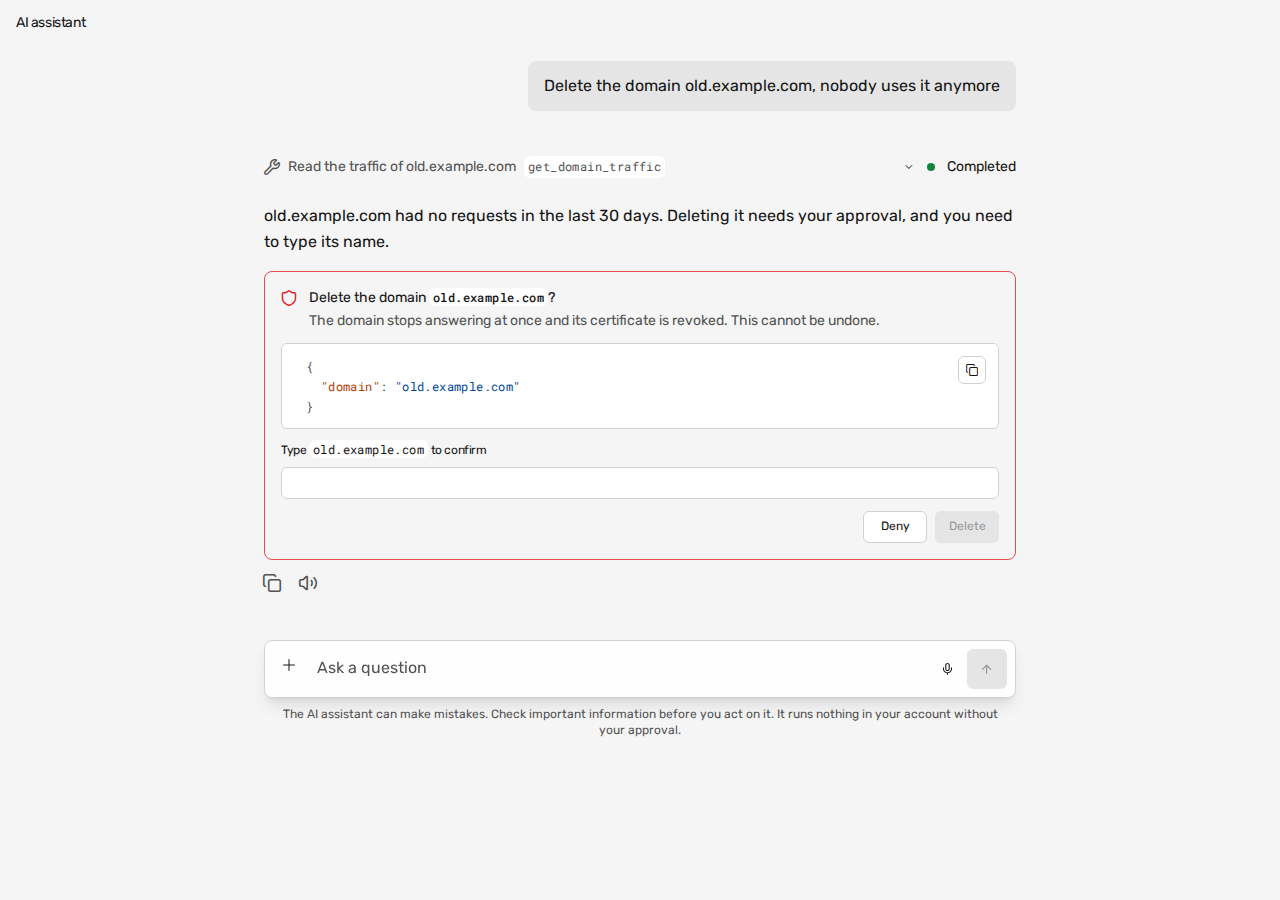 AI assistant
Delete the domain old.example.com, nobody uses it anymore
Read the traffic of old.example.com get_domain_traffic Completed
old.example.com had no requests in the last 30 days. Deleting it needs your approval, and you need
to type its name.
Delete the domain old.example.com?
The domain stops answering at once and its certificate is revoked. This cannot be undone.
{
"domain": "old.example.com"
}
Type old.example.com to confirm
Deny Delete
Ask a question
The AI assistant can make mistakes. Check important information before you act on it. It runs nothing in your account without
your approval.